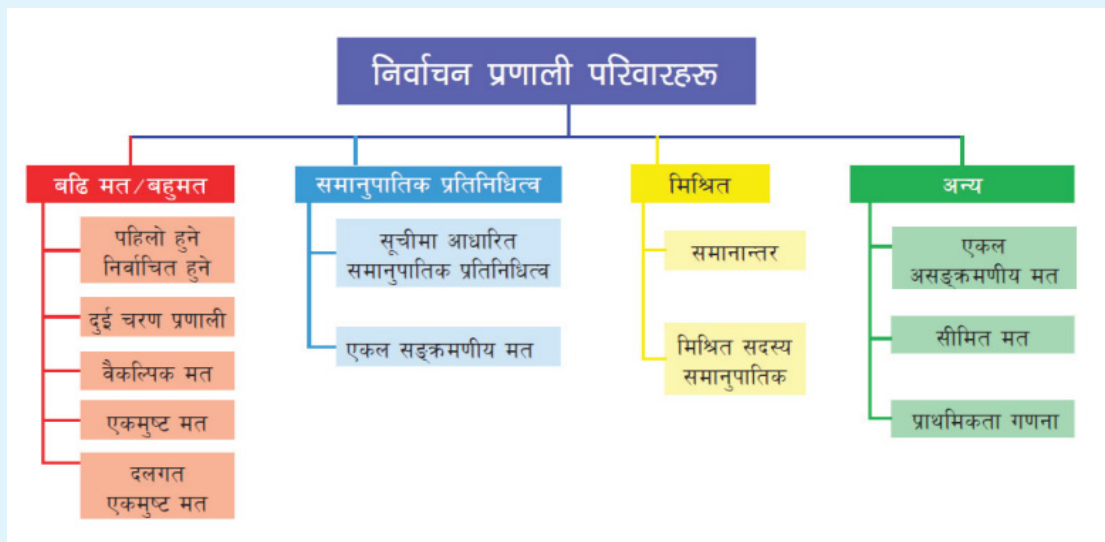 निर्वाचन प्रणाली परिवारहरू
बढि मत/बहुमत
पहिलो हुने
निर्वाचित हुने
दुई चरण प्रणाली
वैकल्पिक मत
एकमुष्ट मत
दलगत
एकमुष्ट मत
समानुपातिक प्रतिनिधित्व
सूचीमा आधारित
समानुपातिक प्रतिनिधित्व
एकल सङ्क्रमणीय मत
मिश्रित
समानान्तर
मिश्रित सदस्य
समानुपातिक
अन्य
एकल
असङ्क्रमणीय मत
सीमित मत
प्राथमिकता गणना